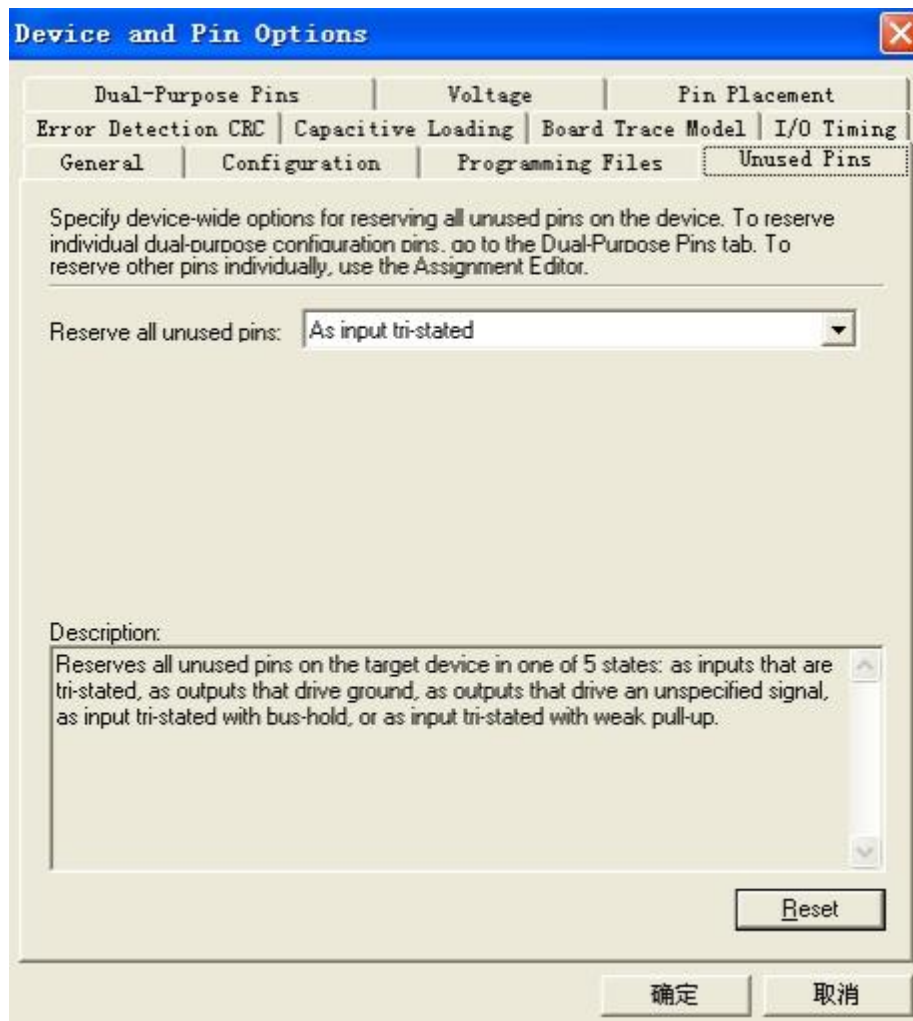 Device and Pin Options
Dual-Purpose Pins Voltage Pin Placement
Error Detection CRC Capacitive Loading Board Trace Model I/O Timing
General Configuration Programming Files Unused Pins
Specify device-wide options for reserving all unused pins on the device. To reserve
individual dual-purpose configuration pins, go to the Dual-Purpose Pins tab. To
reserve other pins individually, use the Assignment Editor.
Reserve all unused pins: As input tri-stated
Description:
Reserves all unused pins on the target device in one of 5 states: as inputs that are
tri-stated, as outputs that drive ground, as outputs that drive an unspecified signal,
as input tri-stated with bus-hold, or as input tri-stated with weak pull-up.
Reset
确定 取消